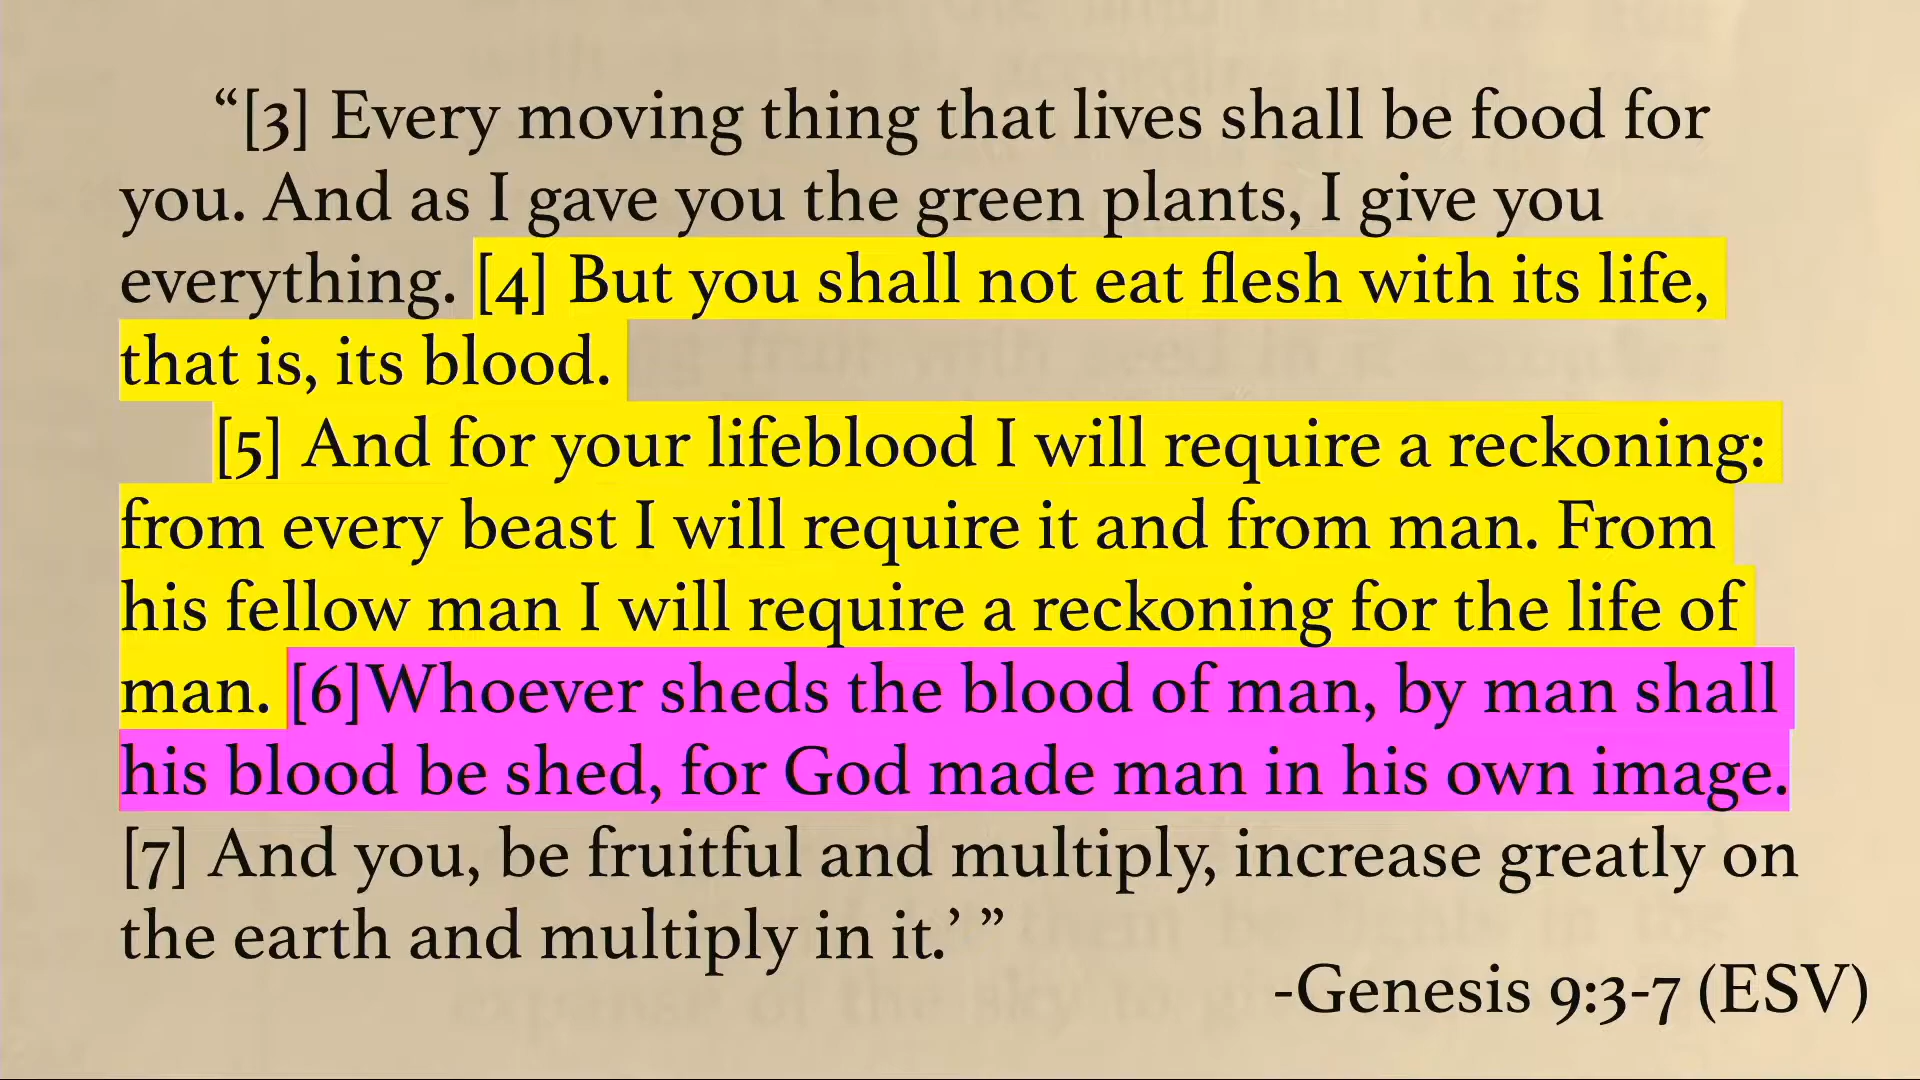 “[3] Every moving thing that lives shall be food for
you. And as I gave you the green plants, I give you
everything. [4] But you shall not eat flesh with its life,
that is, its blood.
[5] And for your lifeblood I will require a reckoning:
from every beast I will require it and from man. From
his fellow man I will require a reckoning for the life of
man. [6]Whoever sheds the blood of man, by man shall
his blood be shed, for God made man in his own image.
[7] And you, be fruitful and multiply, increase greatly on
the earth and multiply in it.’ ”
-Genesis 9:3-7 (ESV)